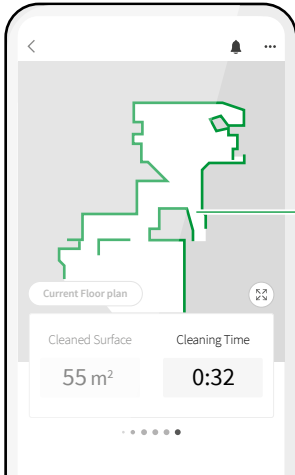 Current Floor plan
Cleaned Surface
Cleaning Time
55 m²
0:32